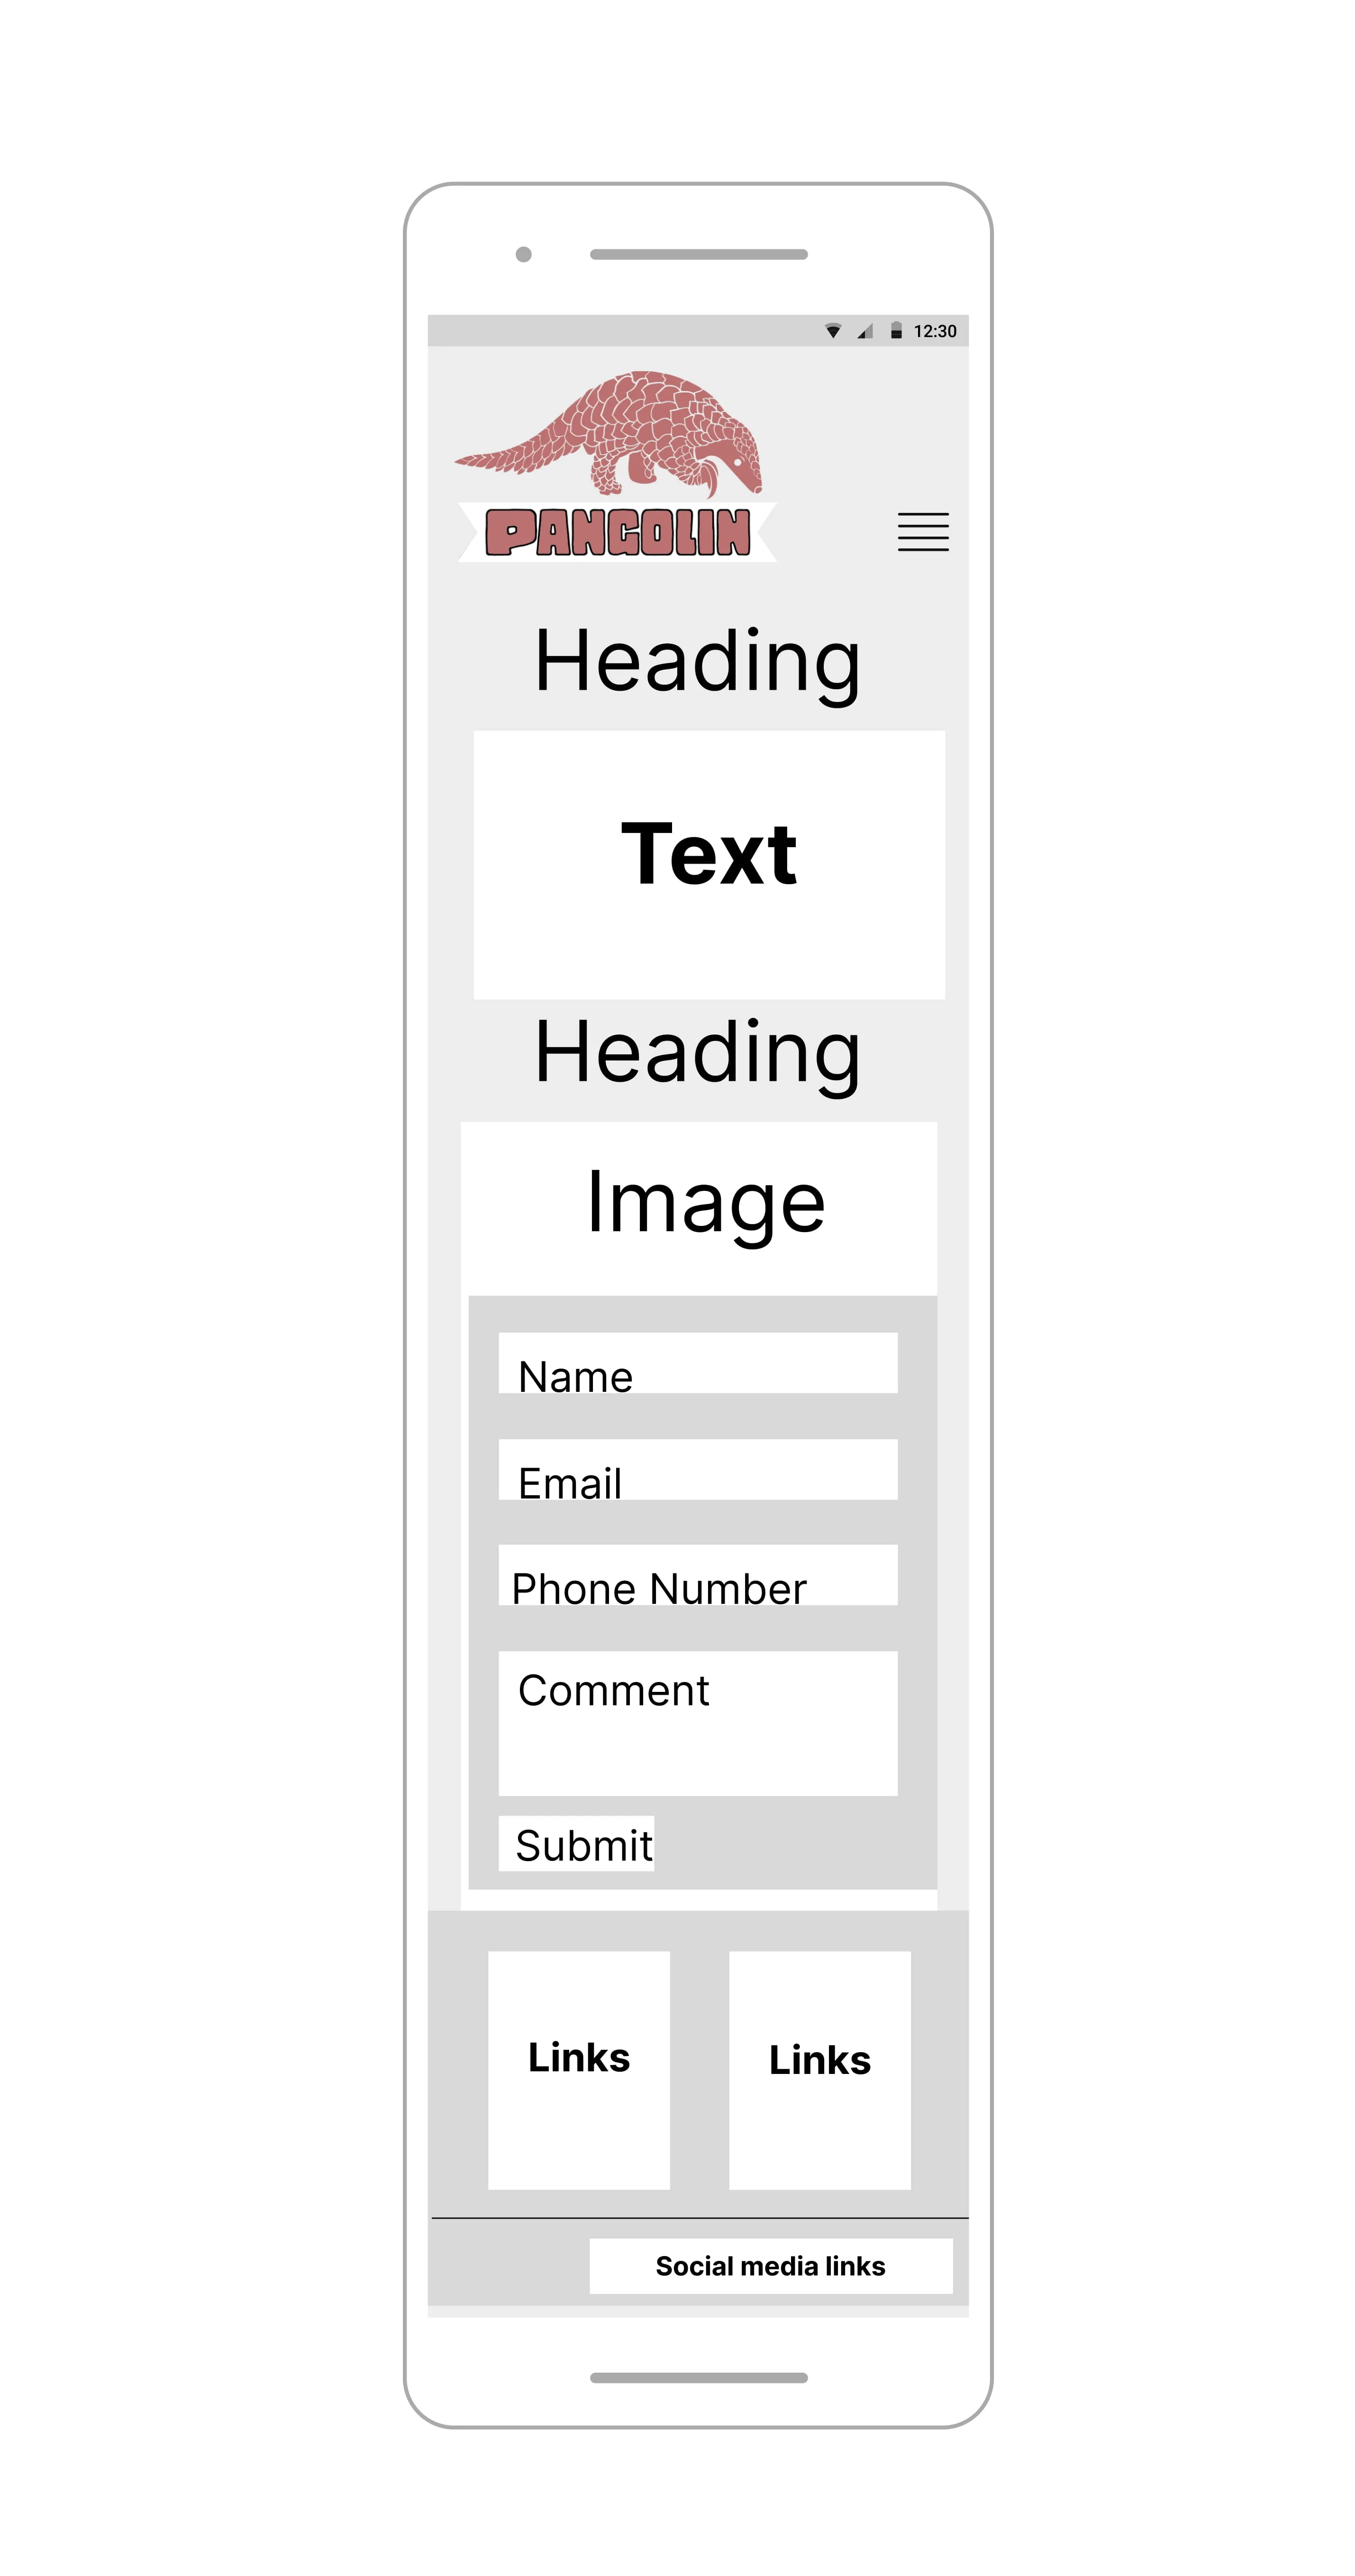 12:30
PANGOLIN
Heading
Text
Heading
Image
Name
Email
Phone Number
Comment
Submit
Links
Links
Social media links